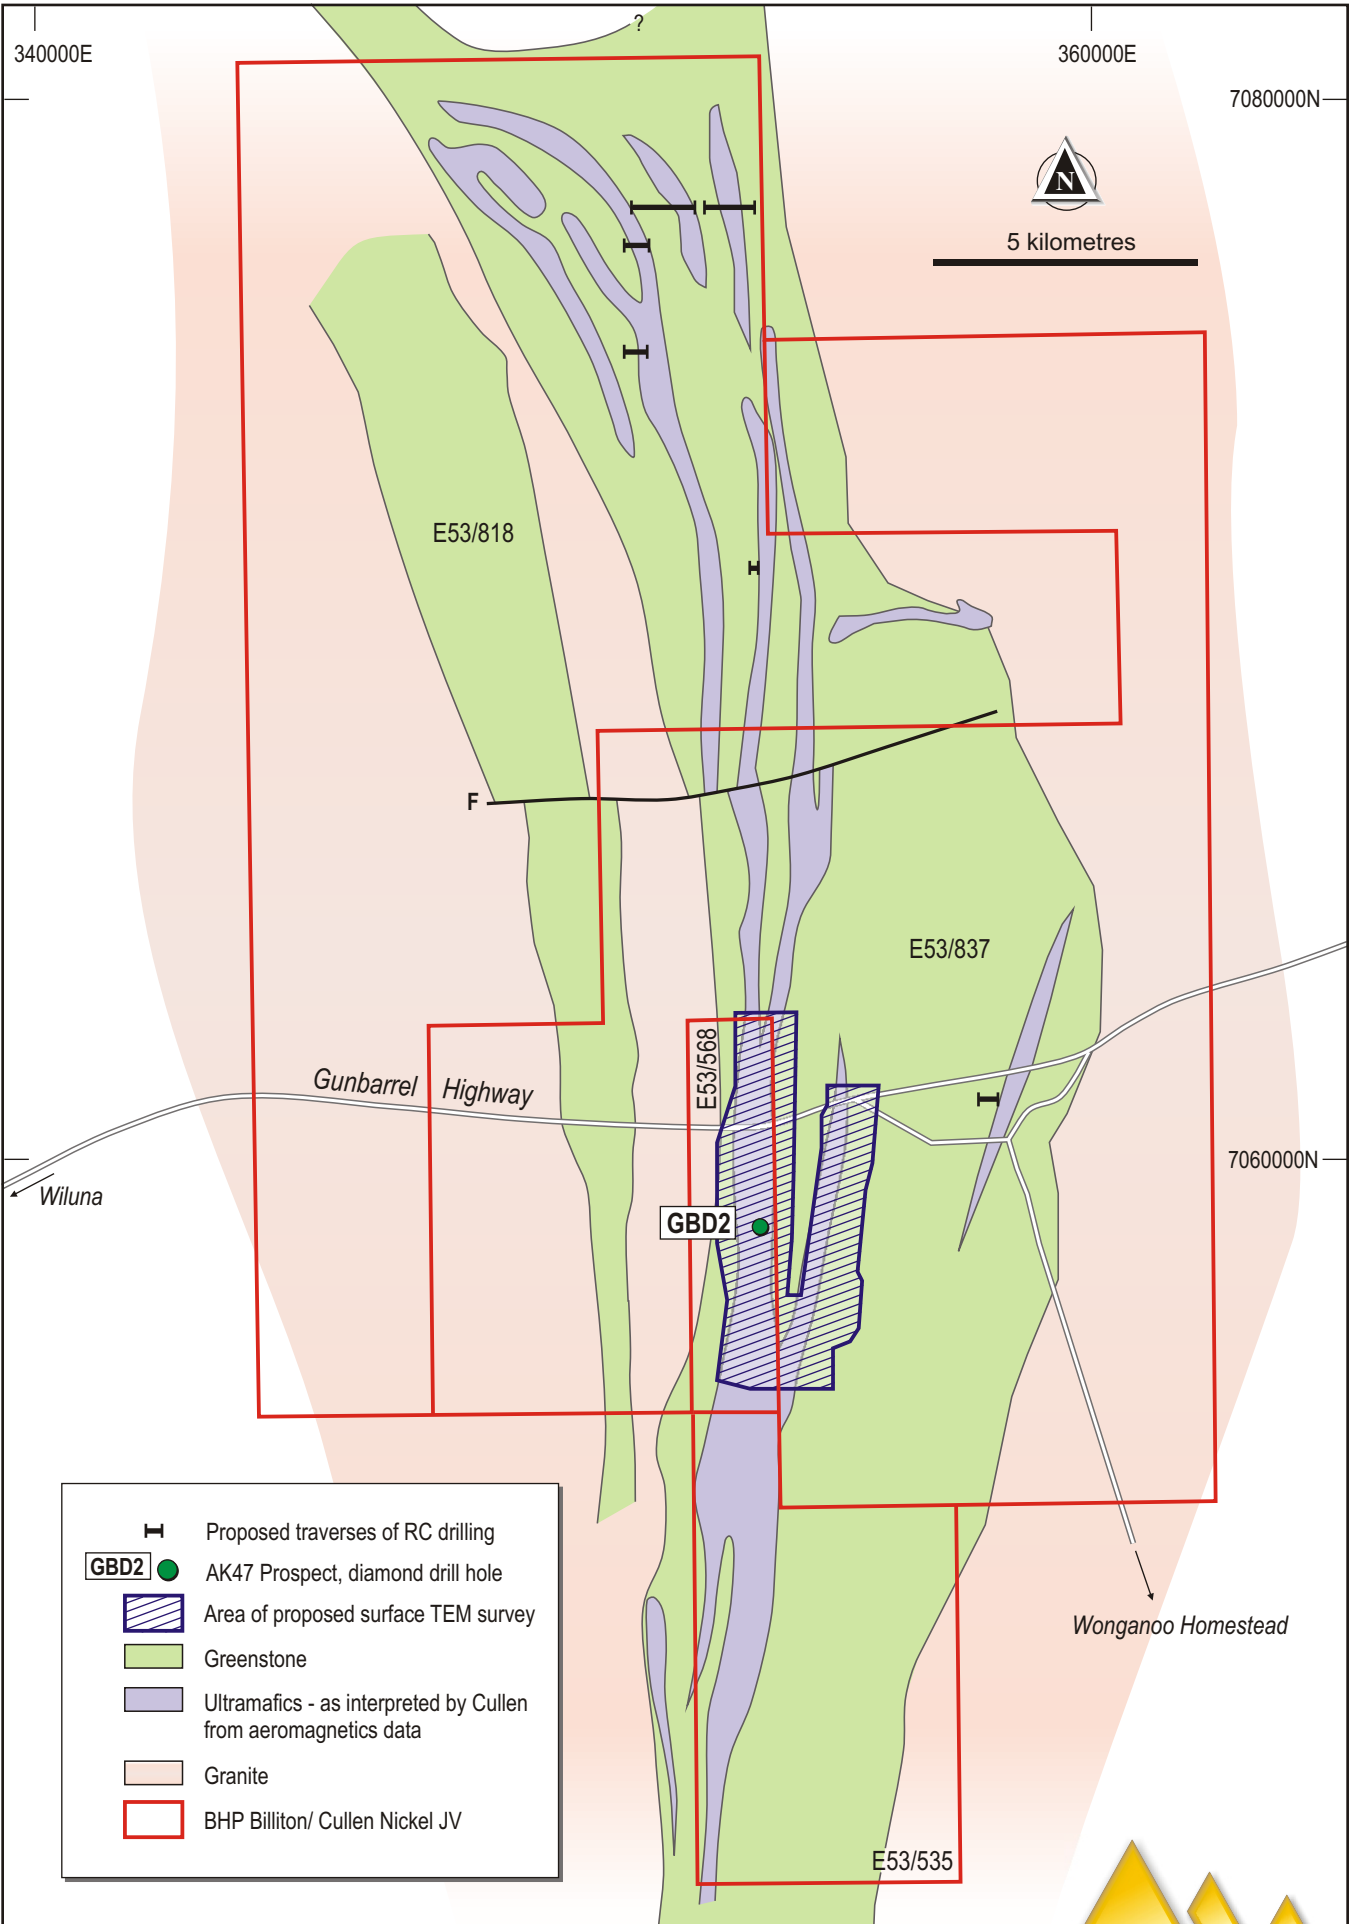 ?
340000E
360000E
7080000N
N
5 kilometres
E53/818
F
E53/837
E53/568
Gunbarrel Highway
7060000N
Wiluna
GBD2
Proposed traverses of RC drilling
GBD2 AK47 Prospect, diamond drill hole
Area of proposed surface TEM survey
Greenstone
Ultramafics - as interpreted by Cullen
from aeromagnetics data
Granite
BHP Billiton/ Cullen Nickel JV
Wonganoo Homestead
E53/535